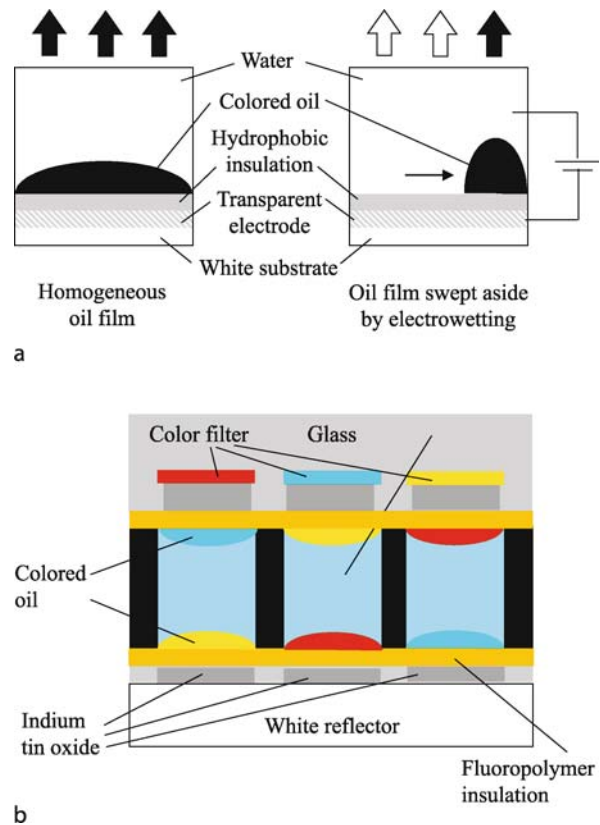 a
Water
Colored oil
Hydrophobic
insulation
Transparent
electrode
White substrate
Homogeneous
oil film
Oil film swept aside
by electrowetting
b
Color filter
Glass
Colored
oil
Indium
tin oxide
White reflector
Fluoropolymer
insulation